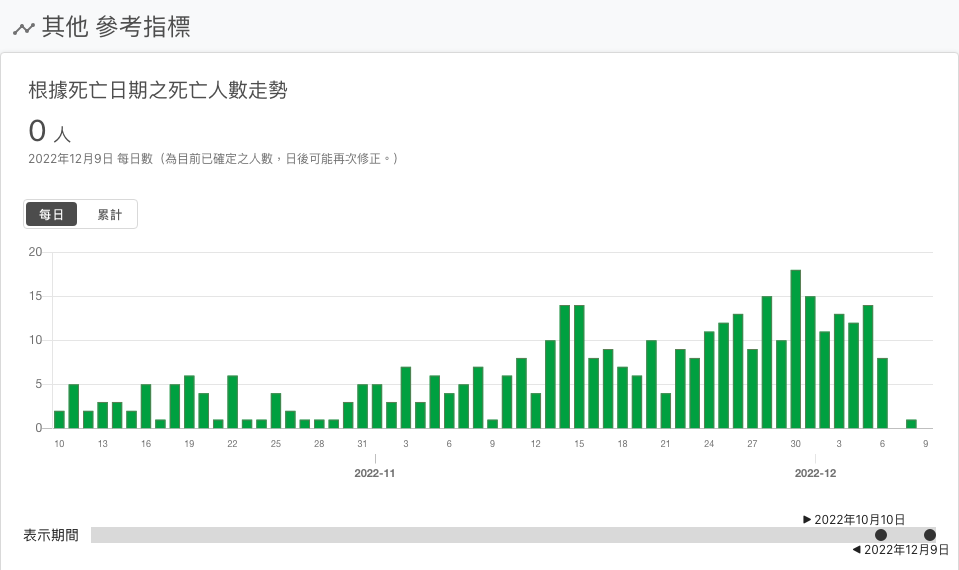 其他 參考指標
根據死亡日期之死亡人數走勢
0 人
2022年12月9日 每日數（為目前已確定之人數，日後可能再次修正。）
每日 累計
20
15
10
5
0
10 13 16 19 22 25 28 31 3 6 9 12 15 18 21 24 27 30 3 6 9
2022-11 2022-12
▶ 2022年10月10日
表示期間
◀ 2022年12月9日